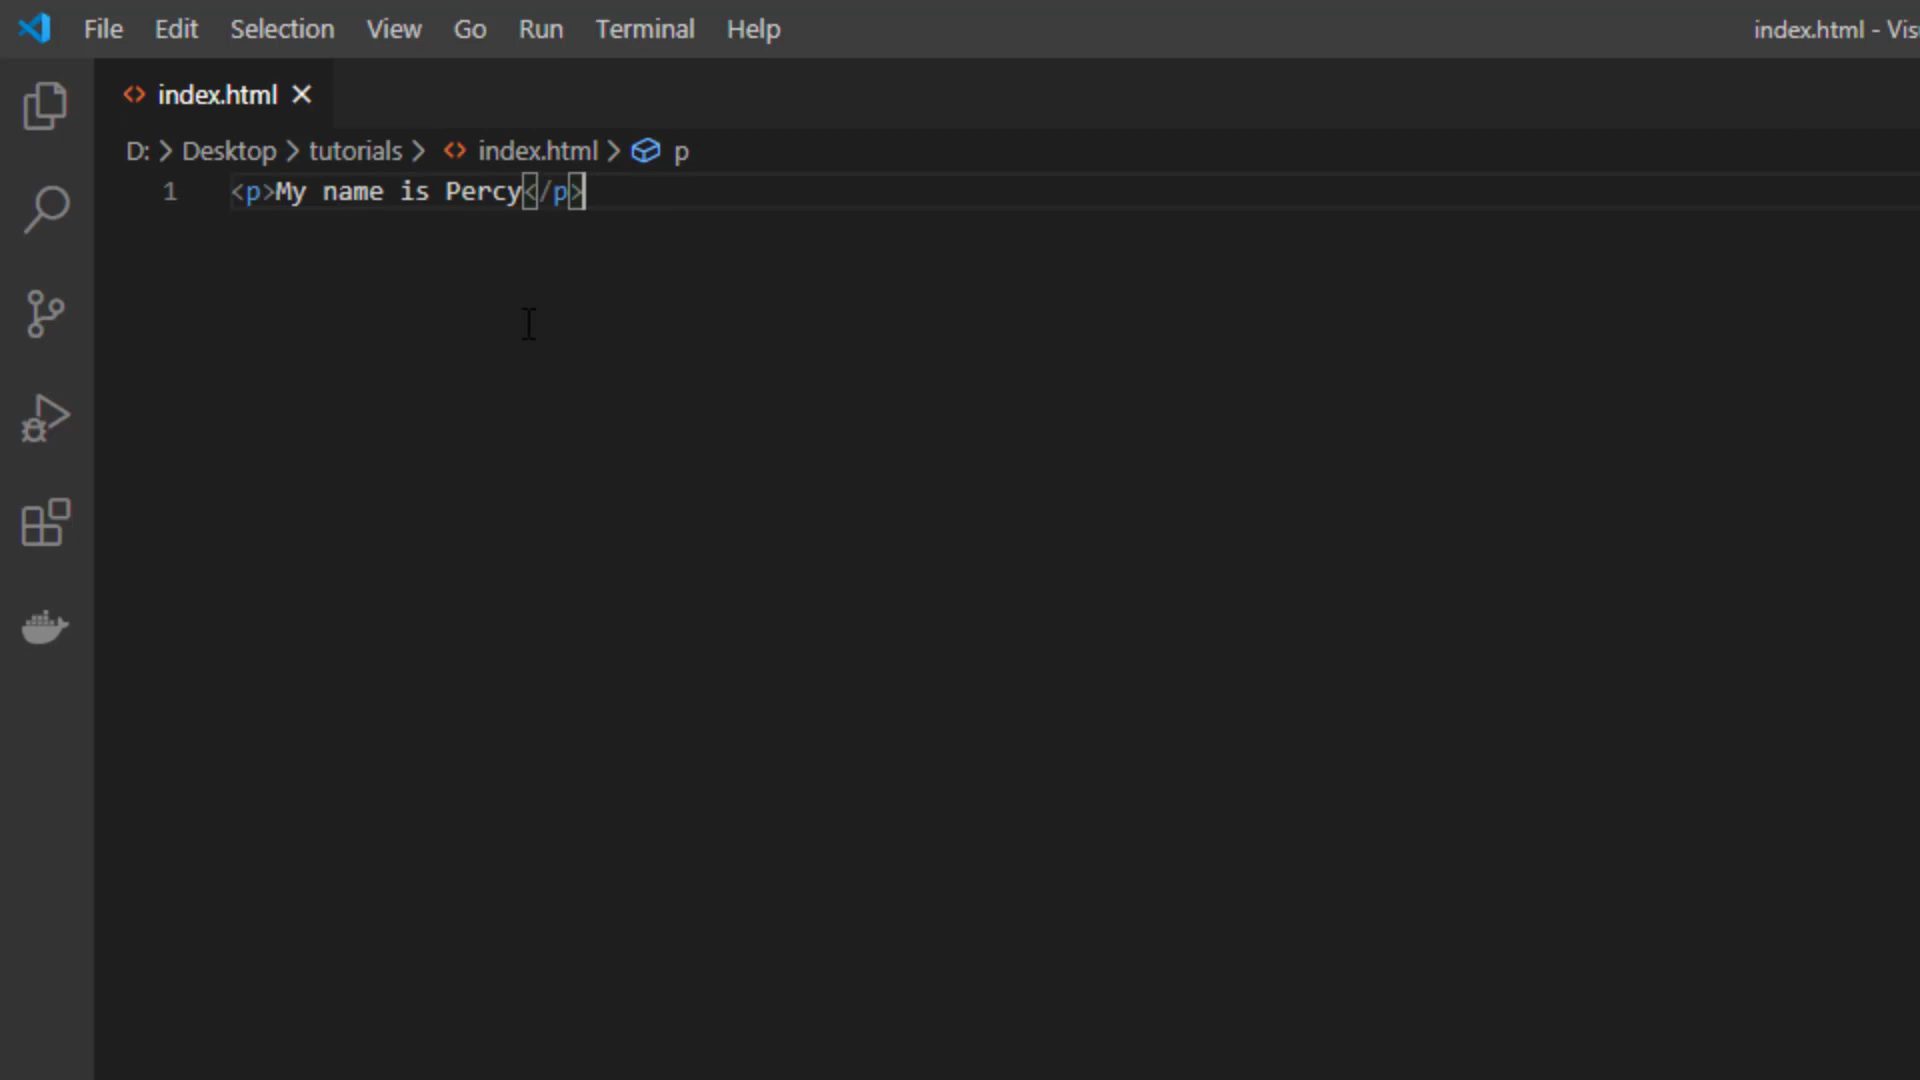 File Edit Selection View Go Run Terminal Help index.html - Vis
index.html
D: > Desktop > tutorials > index.html > p
1 <p>My name is Percy</p>